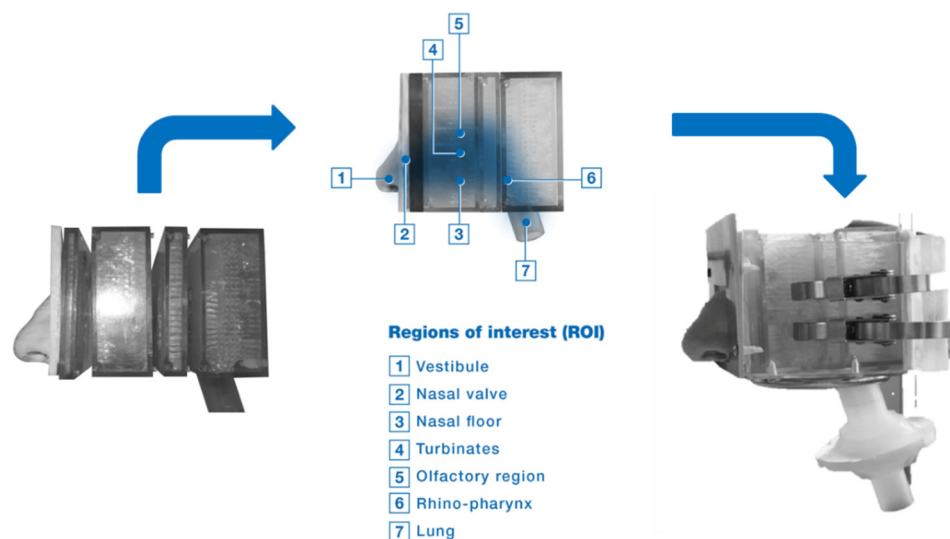 5
4
1
6
2
3
7
Regions of interest (ROI)
1 Vestibule
2 Nasal valve
3 Nasal floor
4 Turbinates
5 Olfactory region
6 Rhino-pharynx
7 Lung